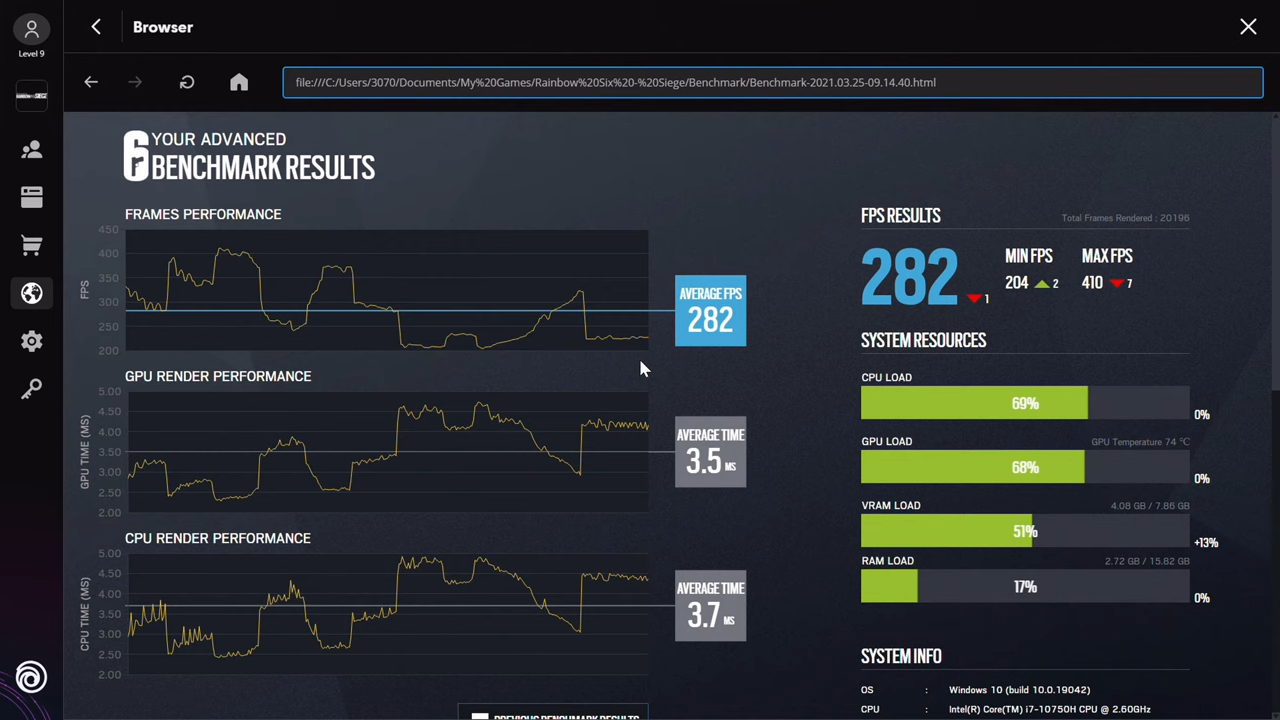 Level 9
Browser
file:///C:/Users/3070/Documents/My%20Games/Rainbow%20Six%20-%20Siege/Benchmark/Benchmark-2021.03.25-09.14.40.html
6 YOUR ADVANCED
BENCHMARK RESULTS
FRAMES PERFORMANCE
450
400
350
300
250
200
FPS
AVERAGE FPS
282
GPU RENDER PERFORMANCE
5.00
4.50
4.00
3.50
3.00
2.50
2.00
GPU TIME (MS)
AVERAGE TIME
3.5 MS
CPU RENDER PERFORMANCE
5.00
4.50
4.00
3.50
3.00
2.50
2.00
CPU TIME (MS)
AVERAGE TIME
3.7 MS
PREVIOUS BENCHMARK RESULTS
FPS RESULTS
Total Frames Rendered : 20196
282 1
MIN FPS
204 2
MAX FPS
410 7
SYSTEM RESOURCES
CPU LOAD
69%
0%
GPU LOAD
GPU Temperature 74 °C
68%
0%
VRAM LOAD
4.08 GB / 7.86 GB
51%
+13%
RAM LOAD
2.72 GB / 15.82 GB
17%
0%
SYSTEM INFO
OS : Windows 10 (build 10.0.19042)
CPU : Intel(R) Core(TM) i7-10750H CPU @ 2.60GHz